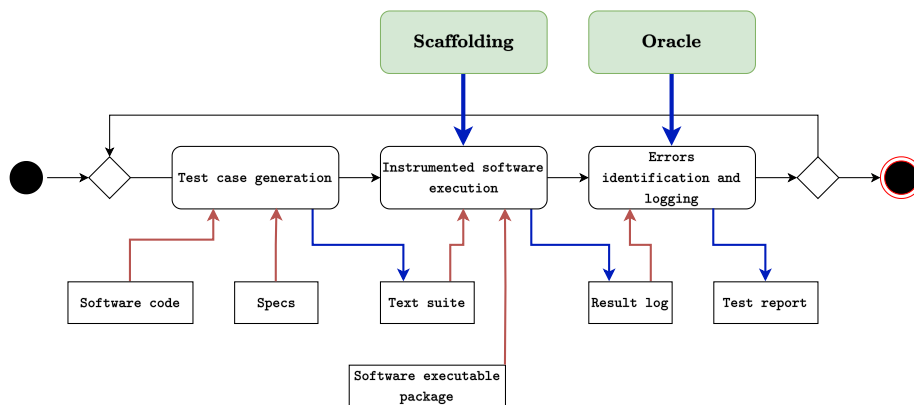 Scaffolding
Oracle
Test case generation
Instrumented software
execution
Errors
identification and
logging
Software code
Specs
Text suite
Result log
Test report
Software executable
package